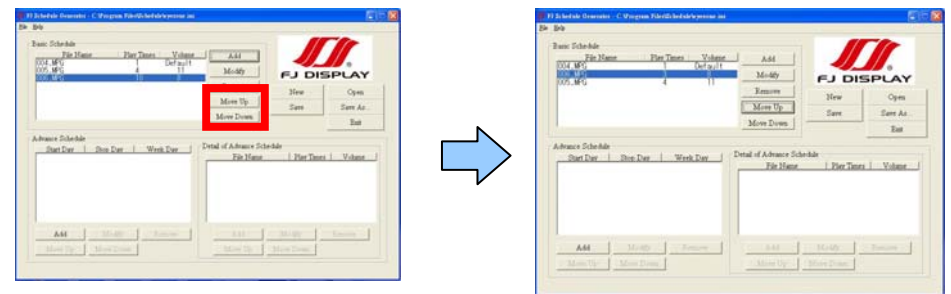 FJ Schedule Generator - C:\Program Files\Schedule\eyezone.ini
File Help
Basic Schedule
File Name Play Times Volume
004.MPG 1 Default
005.MPG 4 11
006.MPG 8
Add
Modify
Move Up
Move Down
FJ DISPLAY
New Open
Save Save As..
Exit
Advance Schedule
Start Day Stop Day Week Day
Add Modify Remove
Move Up Move Down
Detail of Advance Schedule
File Name Play Times Volume
Add Modify Remove
Move Up Move Down
FJ Schedule Generator - C:\Program Files\Schedule\eyezone.ini
File Help
Basic Schedule
File Name Play Times Volume
004.MPG 1 Default
006.MPG 8
005.MPG 4 11
Add
Modify
Remove
Move Up
Move Down
FJ DISPLAY
New Open
Save Save As..
Exit
Advance Schedule
Start Day Stop Day Week Day
Add Modify Remove
Move Up Move Down
Detail of Advance Schedule
File Name Play Times Volume
Add Modify Remove
Move Up Move Down